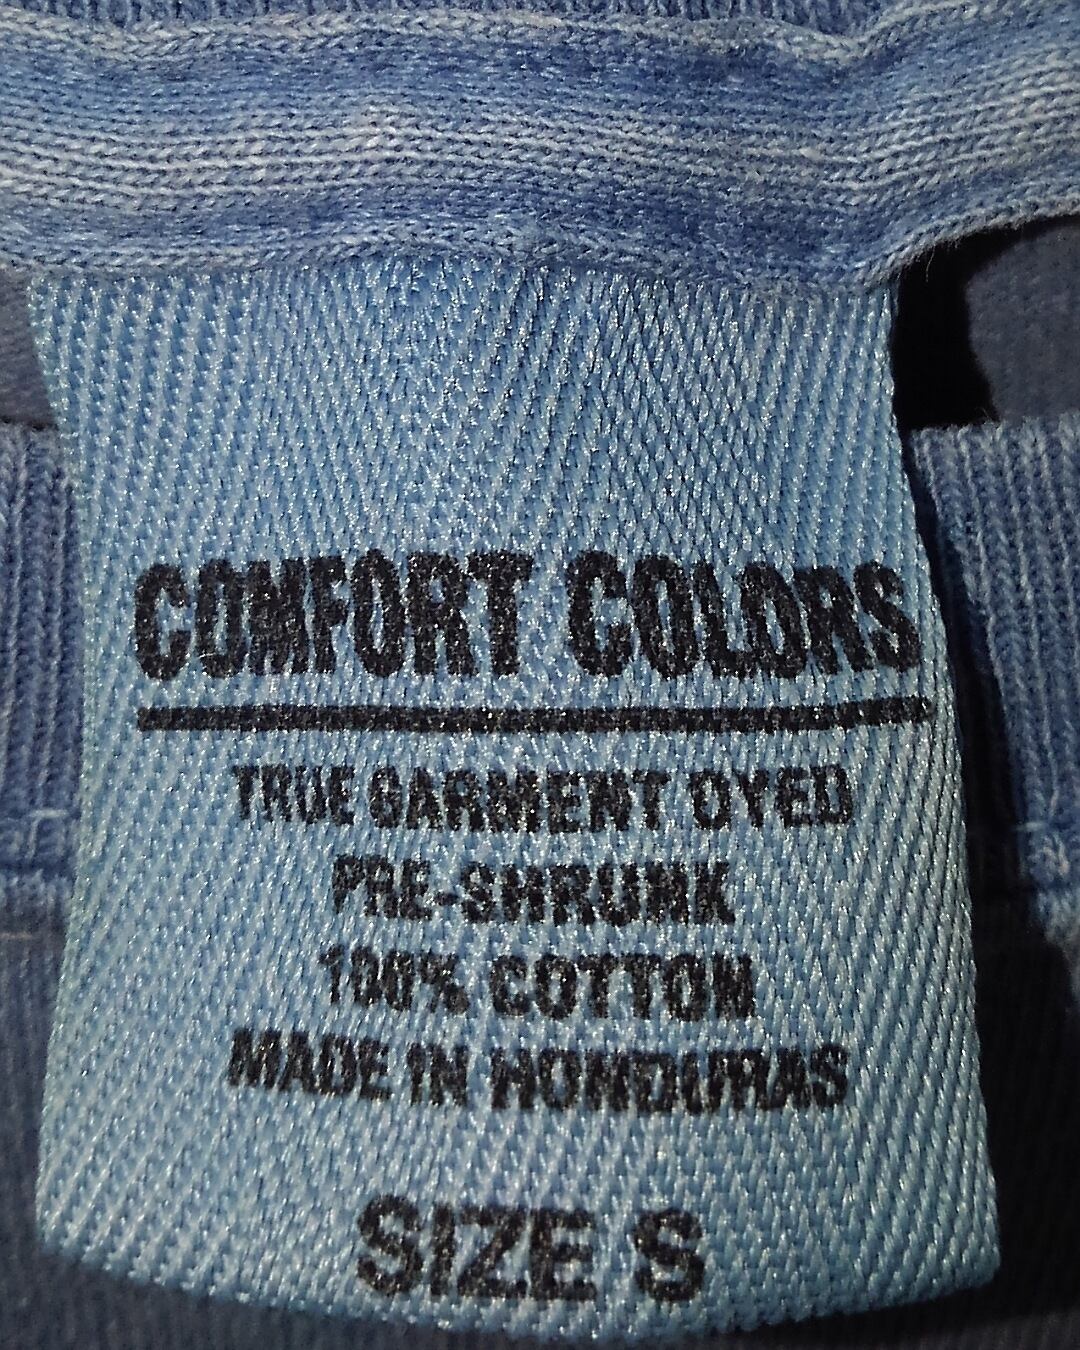 COMFORT COLORS
TRUE GARMENT DYED
PRE-SHRUNK
100% COTTON
MADE IN HONDURAS
SIZE S